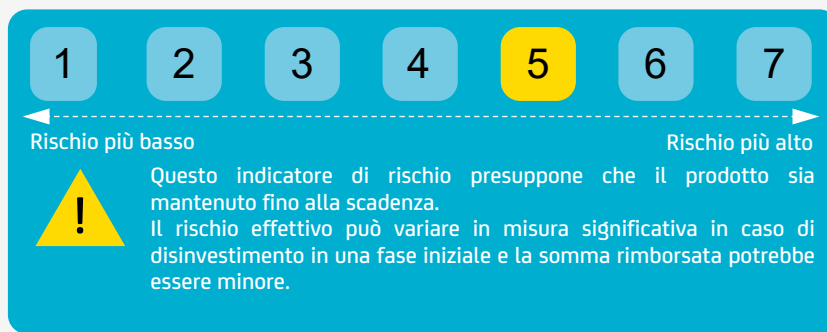 1 2 3 4 5 6 7
Rischio più basso Rischio più alto
Questo indicatore di rischio presuppone che il prodotto sia
mantenuto fino alla scadenza.
Il rischio effettivo può variare in misura significativa in caso di
disinvestimento in una fase iniziale e la somma rimborsata potrebbe
essere minore.
!